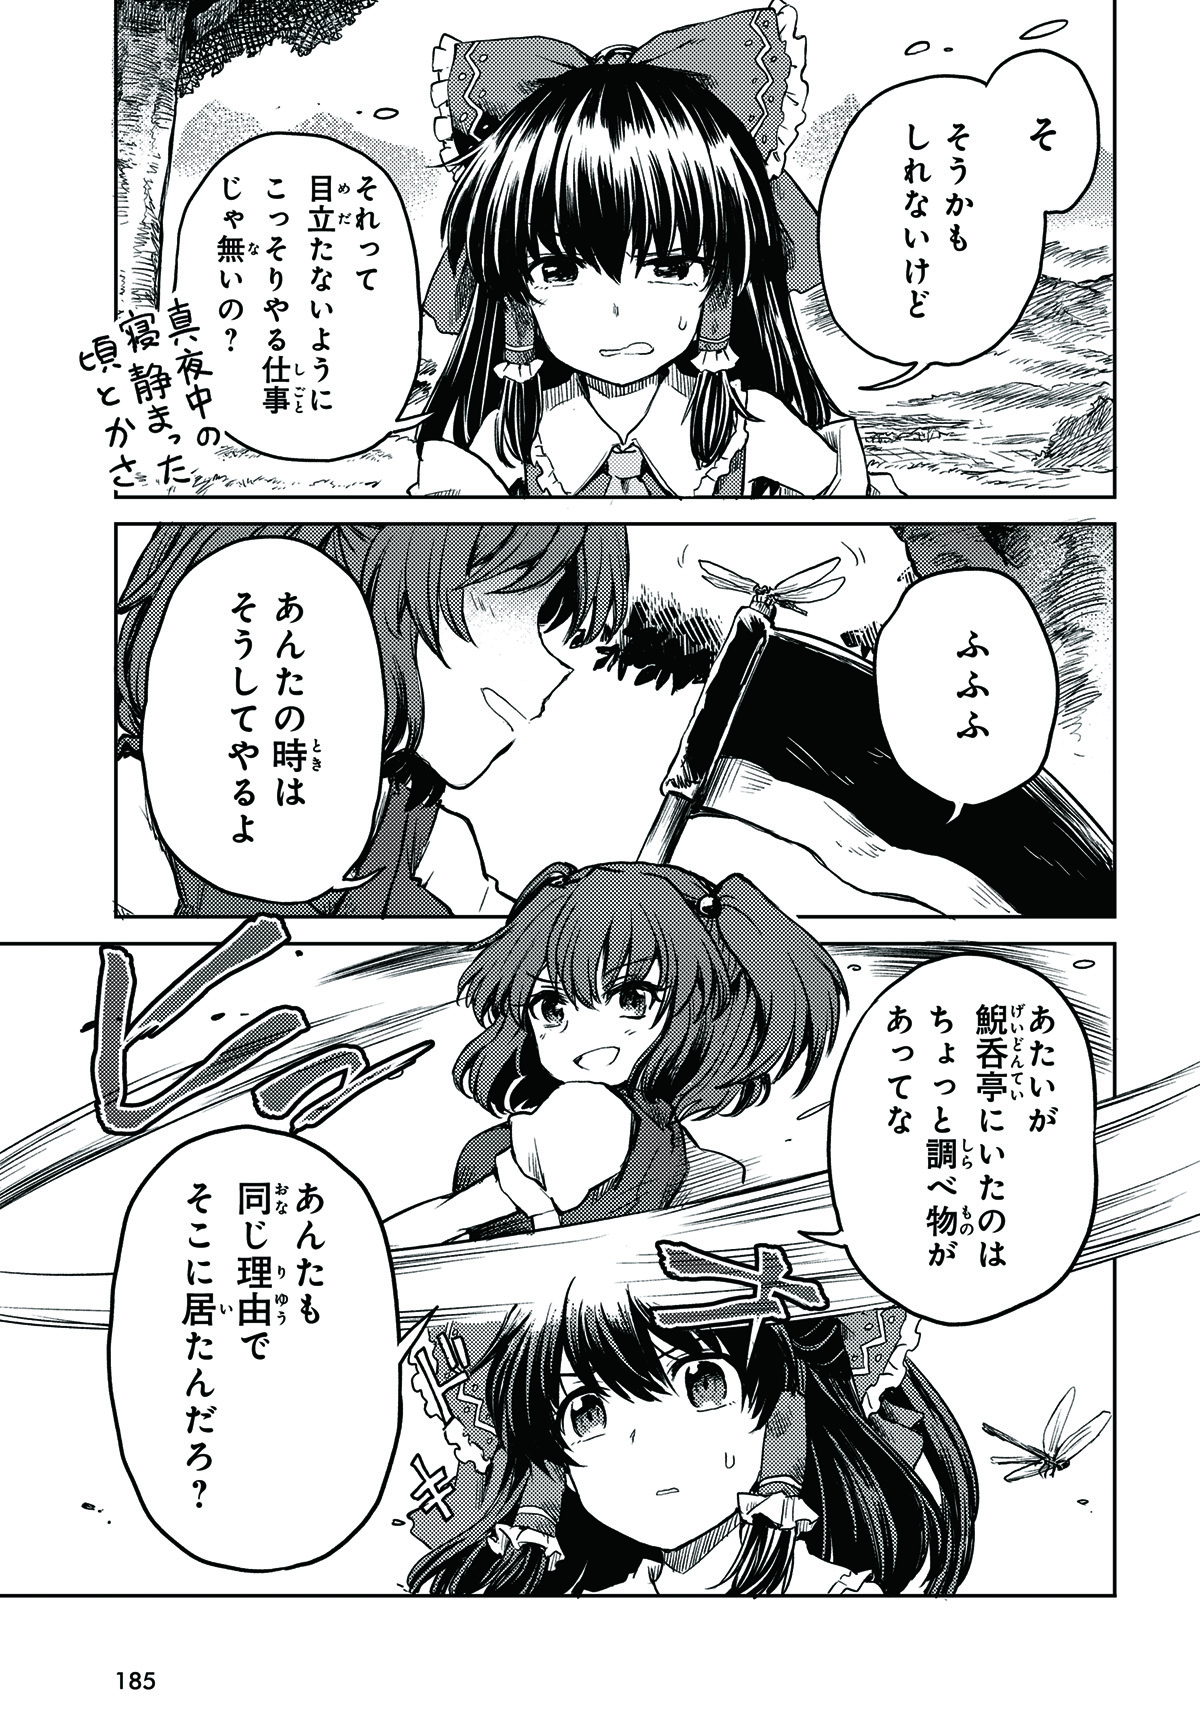 そ
そうかも
しれないけど
それって
目立たないように
こっそりやる仕事
じゃ無いの？
真夜中の
寝静まった
頃とかさ
ふふふ
あんたの時は
そうしてやるよ
あたいが
鯢呑亭にいたのは
ちょっと調べ物が
あってな
ビシッ
あんたも
同じ理由で
そこに居たんだろ？
ギ
ドキ
185